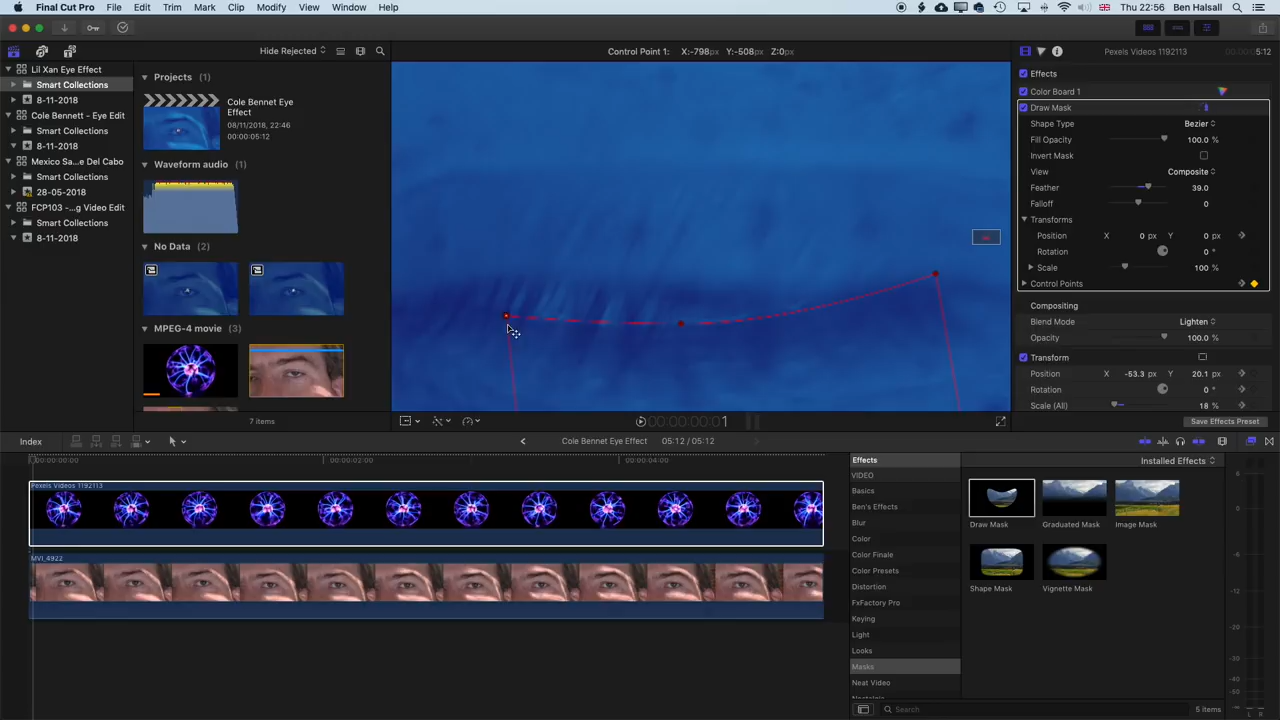 Final Cut Pro File Edit Trim Mark Clip Modify View Window Help
Thu 22:56 Ben Halsall
Hide Rejected
Control Point 1: X:-798px Y:-508px Z:0px
Pexels Videos 1192113
5:12
Lil Xan Eye Effect
Smart Collections
8-11-2018
Cole Bennett - Eye Edit
Smart Collections
8-11-2018
Mexico Sa...e Del Cabo
Smart Collections
28-05-2018
FCP103 -...g Video Edit
Smart Collections
8-11-2018
Projects (1)
Cole Bennet Eye
Effect
08/11/2018, 22:46
00:00:05:12
Waveform audio (1)
No Data (2)
MPEG-4 movie (3)
7 items
00:00:00:01
Effects
Color Board 1
Draw Mask
Shape Type Bezier
Fill Opacity 100.0 %
Invert Mask
View Composite
Feather 39.0
Falloff 0
Transforms
Position X 0 px Y 0 px
Rotation 0 °
Scale 100 %
Control Points
Compositing
Blend Mode Lighten
Opacity 100.0 %
Transform
Position X -53.3 px Y 20.1 px
Rotation 0 °
Scale (All) 18 %
Save Effects Preset
Index
Cole Bennet Eye Effect 05:12 / 05:12
00:00:00:00 00:00:02:00 00:00:04:00
Pexels Videos 1192113
MVI_4922
Effects
VIDEO
Basics
Ben's Effects
Blur
Color
Color Finale
Color Presets
Distortion
FxFactory Pro
Keying
Light
Looks
Masks
Neat Video
Nostalgia
Installed Effects
Draw Mask
Graduated Mask
Image Mask
Shape Mask
Vignette Mask
Search
5 items
6
0
-6
-12
-20
-30
-40
-50
L R